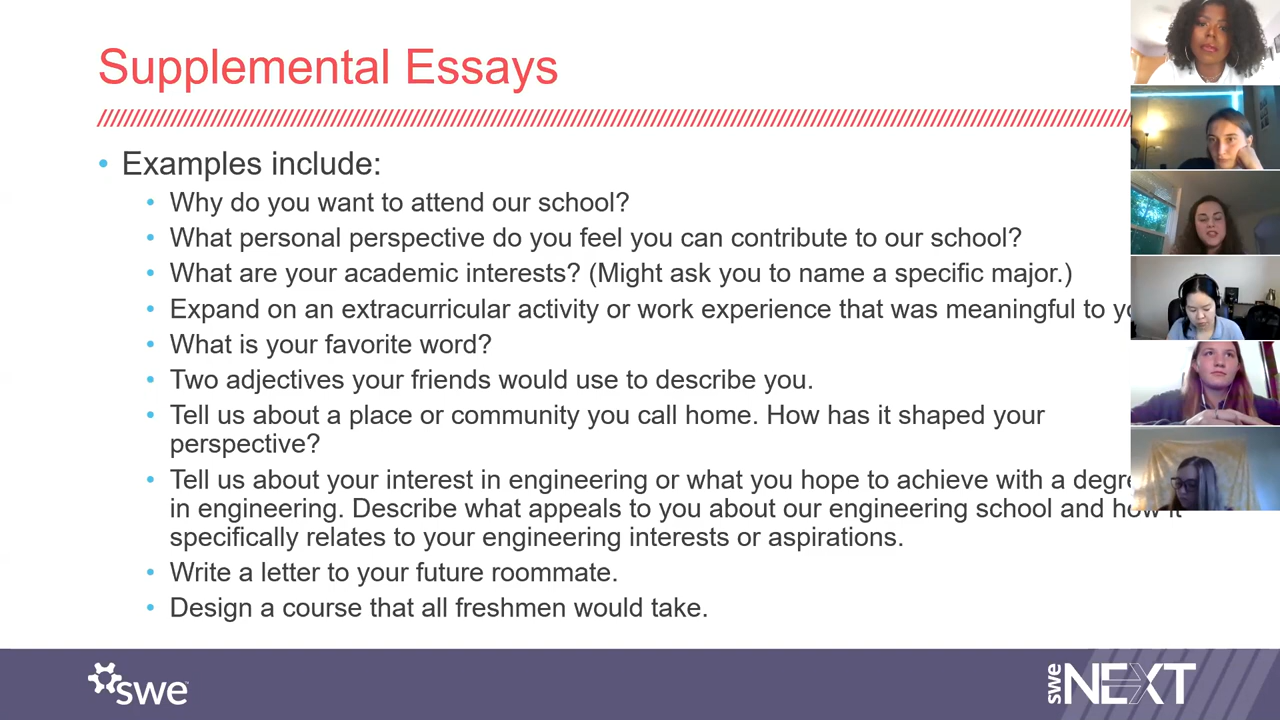 Supplemental Essays
• Examples include:
• Why do you want to attend our school?
• What personal perspective do you feel you can contribute to our school?
• What are your academic interests? (Might ask you to name a specific major.)
• Expand on an extracurricular activity or work experience that was meaningful to
• What is your favorite word?
• Two adjectives your friends would use to describe you.
• Tell us about a place or community you call home. How has it shaped your
perspective?
• Tell us about your interest in engineering or what you hope to achieve with a
in engineering. Describe what appeals to you about our engineering school and how it
specifically relates to your engineering interests or aspirations.
• Write a letter to your future roommate.
• Design a course that all freshmen would take.
swe
swe NEXT